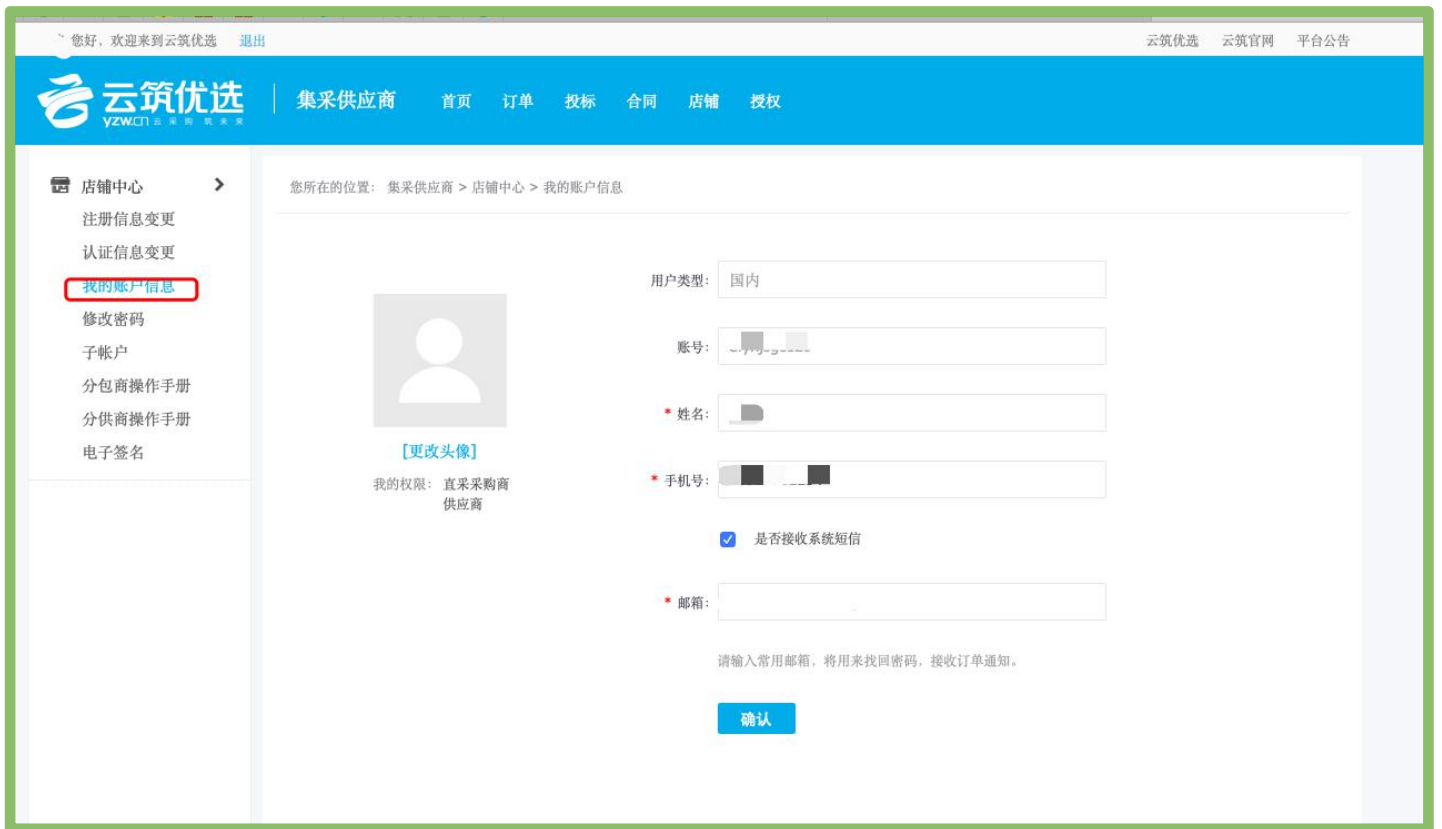 您好，欢迎来到云筑优选 退出 云筑优选 云筑官网 平台公告
云筑优选 集采供应商 首页 订单 投标 合同 店铺 授权
YZW.CN 云采购 筑未来
店铺中心
您所在的位置： 集采供应商 > 店铺中心 > 我的账户信息
注册信息变更
认证信息变更
我的账户信息
修改密码
子帐户
分包商操作手册
分供商操作手册
电子签名
[更改头像]
我的权限： 直采采购商
供应商
用户类型： 国内
账号：
* 姓名：
* 手机号：
是否接收系统短信
* 邮箱：
请输入常用邮箱，将用来找回密码，接收订单通知。
确认